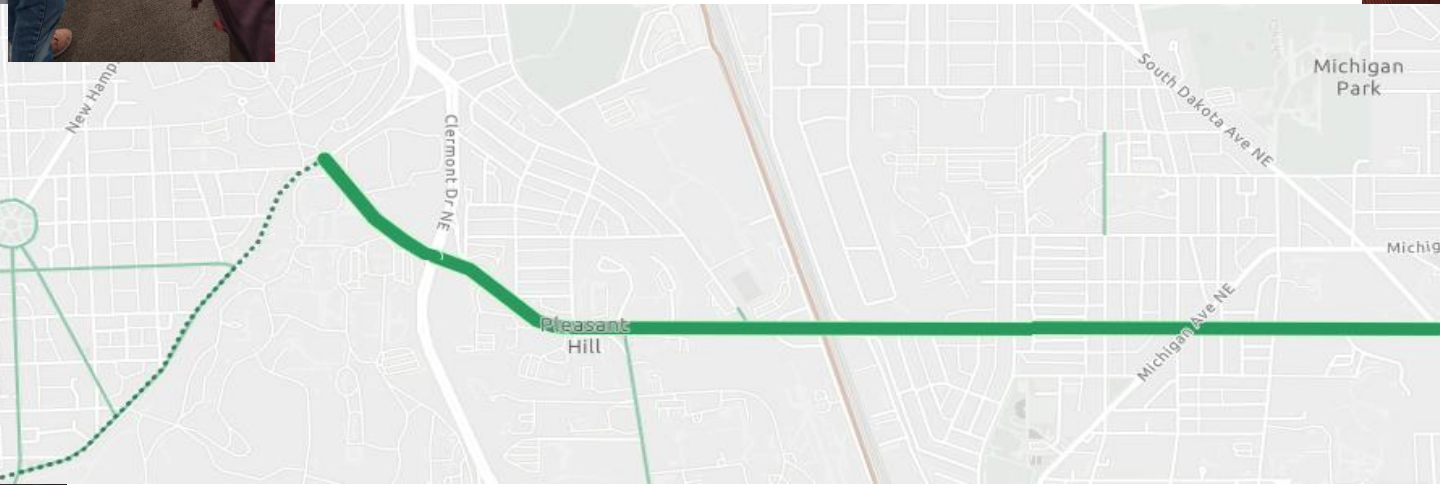 New Hamp
Clermont Dr NE
Pleasant
Hill
South Dakota Ave NE
Michigan
Park
Michig
Michigan Ave NE